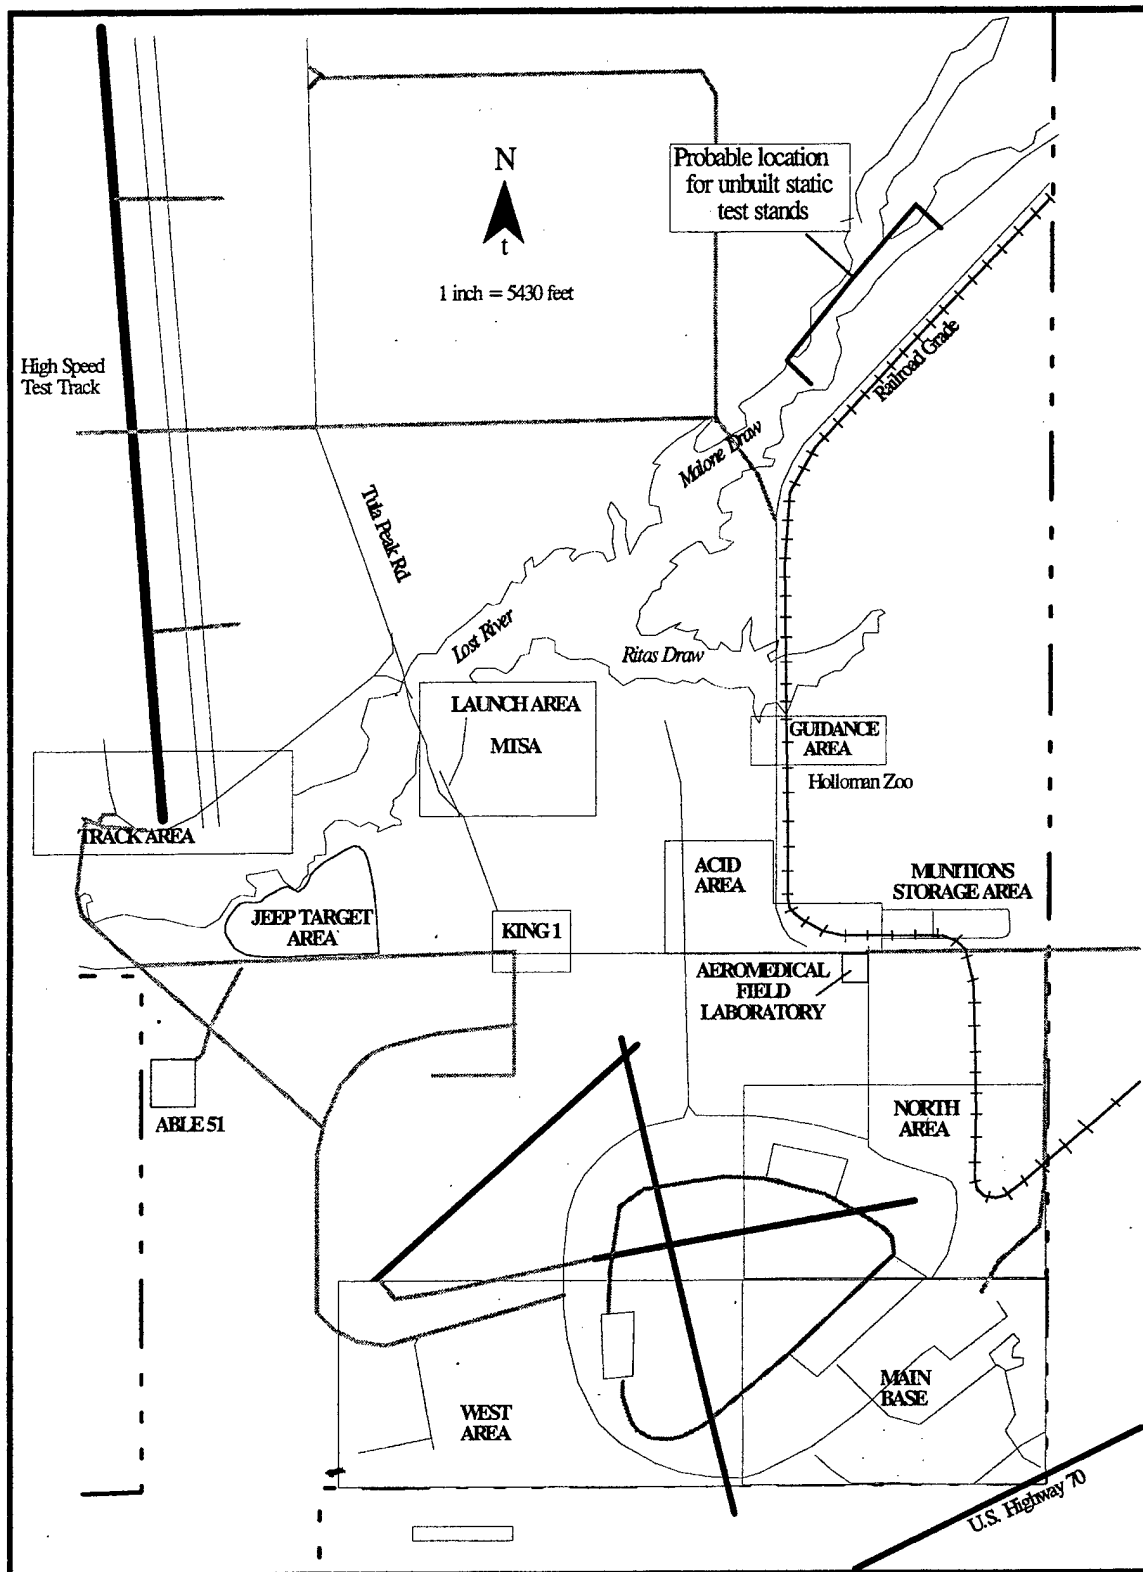 Probable location
for unbuilt static
test stands
N
t
1 inch = 5430 feet
High Speed
Test Track
Railroad Grade
Malone Draw
Tula Peak Rd.
Lost River
Ritas Draw
LAUNCH AREA
MTSA
GUIDANCE
AREA
Holloman Zoo
TRACK AREA
ACID
AREA
MUNITIONS
STORAGE AREA
JEEP TARGET
AREA
KING 1
AEROMEDICAL
FIELD
LABORATORY
ABLE 51
NORTH
AREA
MAIN
BASE
WEST
AREA
U.S. Highway 70